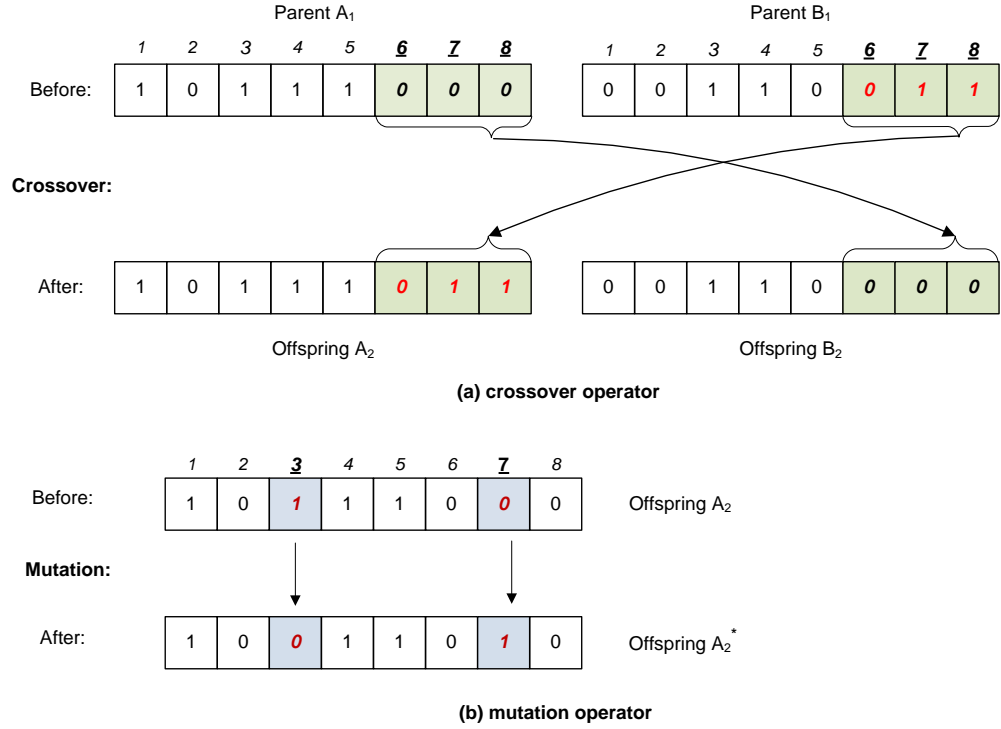 Parent A1 Parent B1
1 2 3 4 5 6 7 8 1 2 3 4 5 6 7 8
Before: 1 0 1 1 1 0 0 0 0 0 1 1 0 0 1 1
Crossover:
After: 1 0 1 1 1 0 1 1 0 0 1 1 0 0 0 0
Offspring A2 Offspring B2
(a) crossover operator
1 2 3 4 5 6 7 8
Before: 1 0 1 1 1 0 0 0 Offspring A2
Mutation:
After: 1 0 0 1 1 0 1 0 Offspring A2*
(b) mutation operator